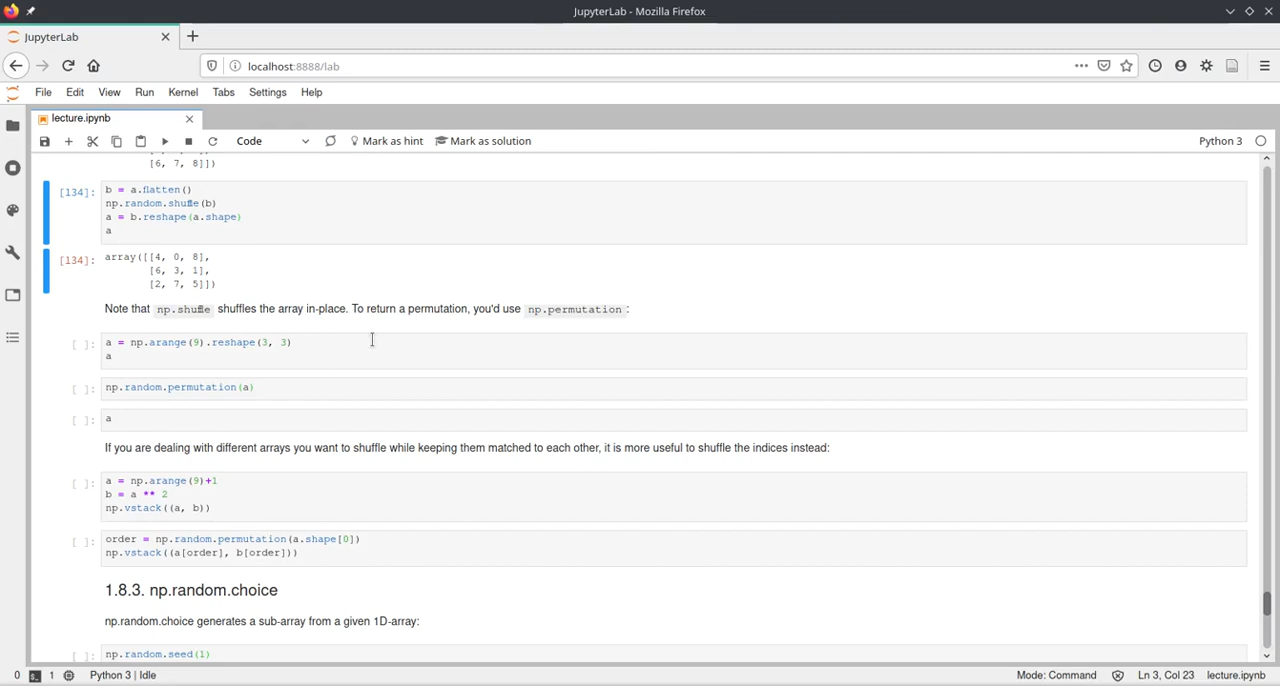 JupyterLab - Mozilla Firefox
JupyterLab
localhost:8888/lab
File Edit View Run Kernel Tabs Settings Help
lecture.ipynb
Code Mark as hint Mark as solution Python 3
[6, 7, 8]])
[134]: b = a.flatten()
np.random.shuffle(b)
a = b.reshape(a.shape)
a
[134]: array([[4, 0, 8],
[6, 3, 1],
[2, 7, 5]])
Note that np.shuffle shuffles the array in-place. To return a permutation, you'd use np.permutation :
[ ]: a = np.arange(9).reshape(3, 3)
a
[ ]: np.random.permutation(a)
[ ]: a
If you are dealing with different arrays you want to shuffle while keeping them matched to each other, it is more useful to shuffle the indices instead:
[ ]: a = np.arange(9)+1
b = a ** 2
np.vstack((a, b))
[ ]: order = np.random.permutation(a.shape[0])
np.vstack((a[order], b[order]))
1.8.3. np.random.choice
np.random.choice generates a sub-array from a given 1D-array:
[ ]: np.random.seed(1)
0 1 Python 3 | Idle Mode: Command Ln 3, Col 23 lecture.ipynb